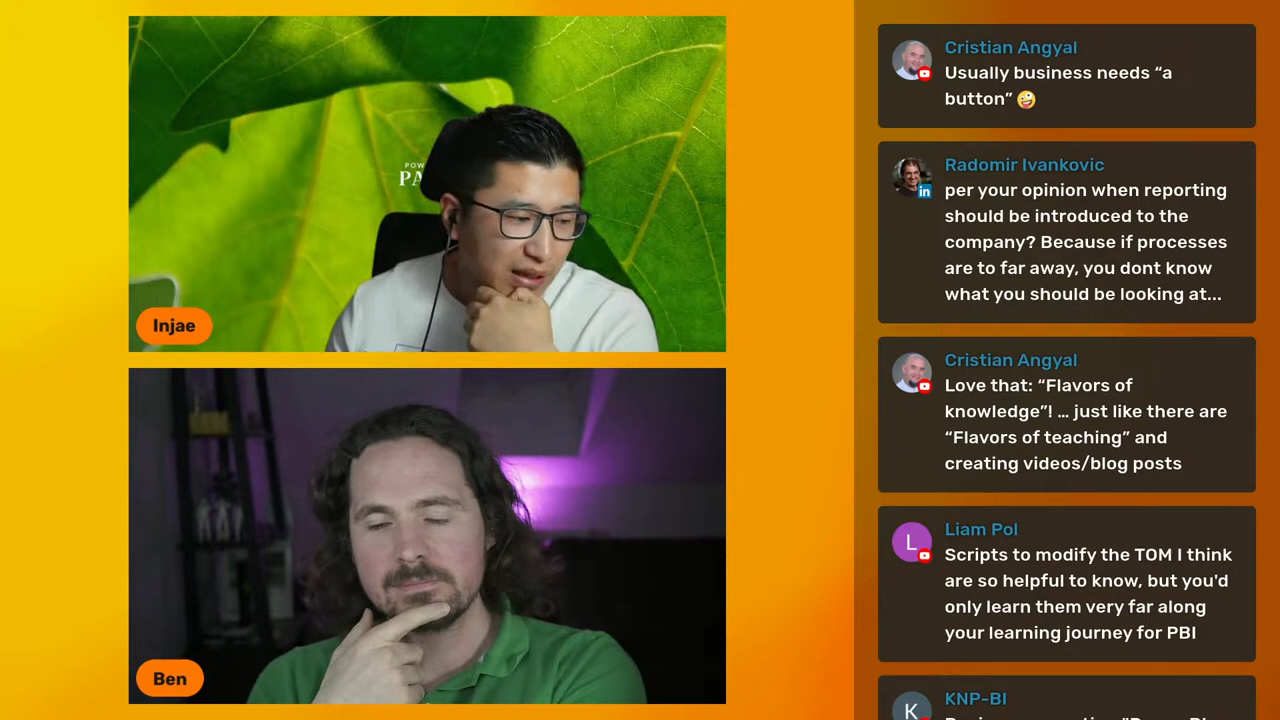 PA
Injae
Ben
Cristian Angyal
Usually business needs “a
button” 🤪
Radomir Ivankovic
per your opinion when reporting
should be introduced to the
company? Because if processes
are to far away, you dont know
what you should be looking at...
Cristian Angyal
Love that: “Flavors of
knowledge”! … just like there are
“Flavors of teaching” and
creating videos/blog posts
L
Liam Pol
Scripts to modify the TOM I think
are so helpful to know, but you'd
only learn them very far along
your learning journey for PBI
K
KNP-BI